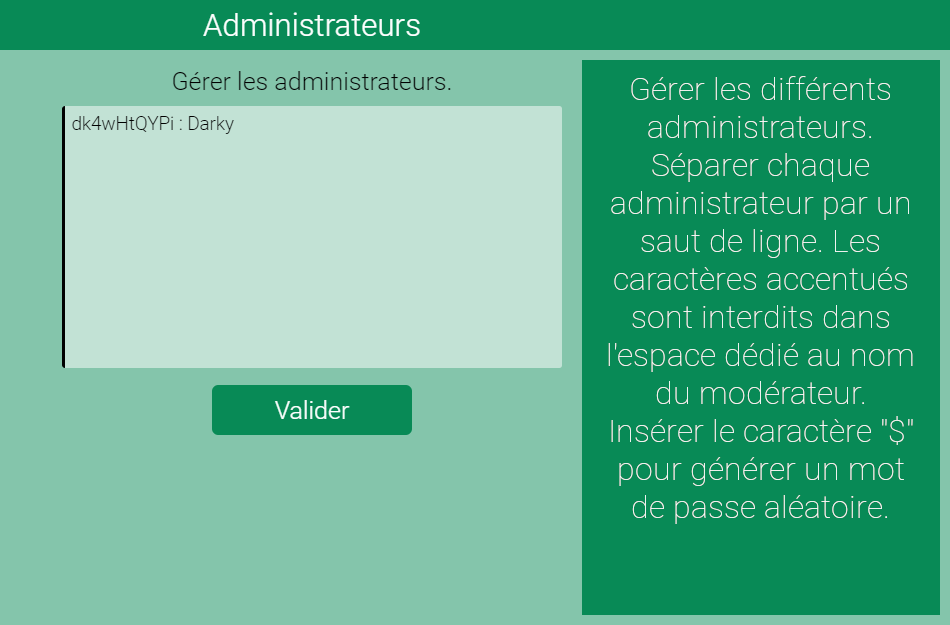 Administrateurs
Gérer les administrateurs.
dk4wHtQYPi : Darky
Valider
Gérer les différents
administrateurs.
Séparer chaque
administrateur par un
saut de ligne. Les
caractères accentués
sont interdits dans
l'espace dédié au nom
du modérateur.
Insérer le caractère "$"
pour générer un mot
de passe aléatoire.